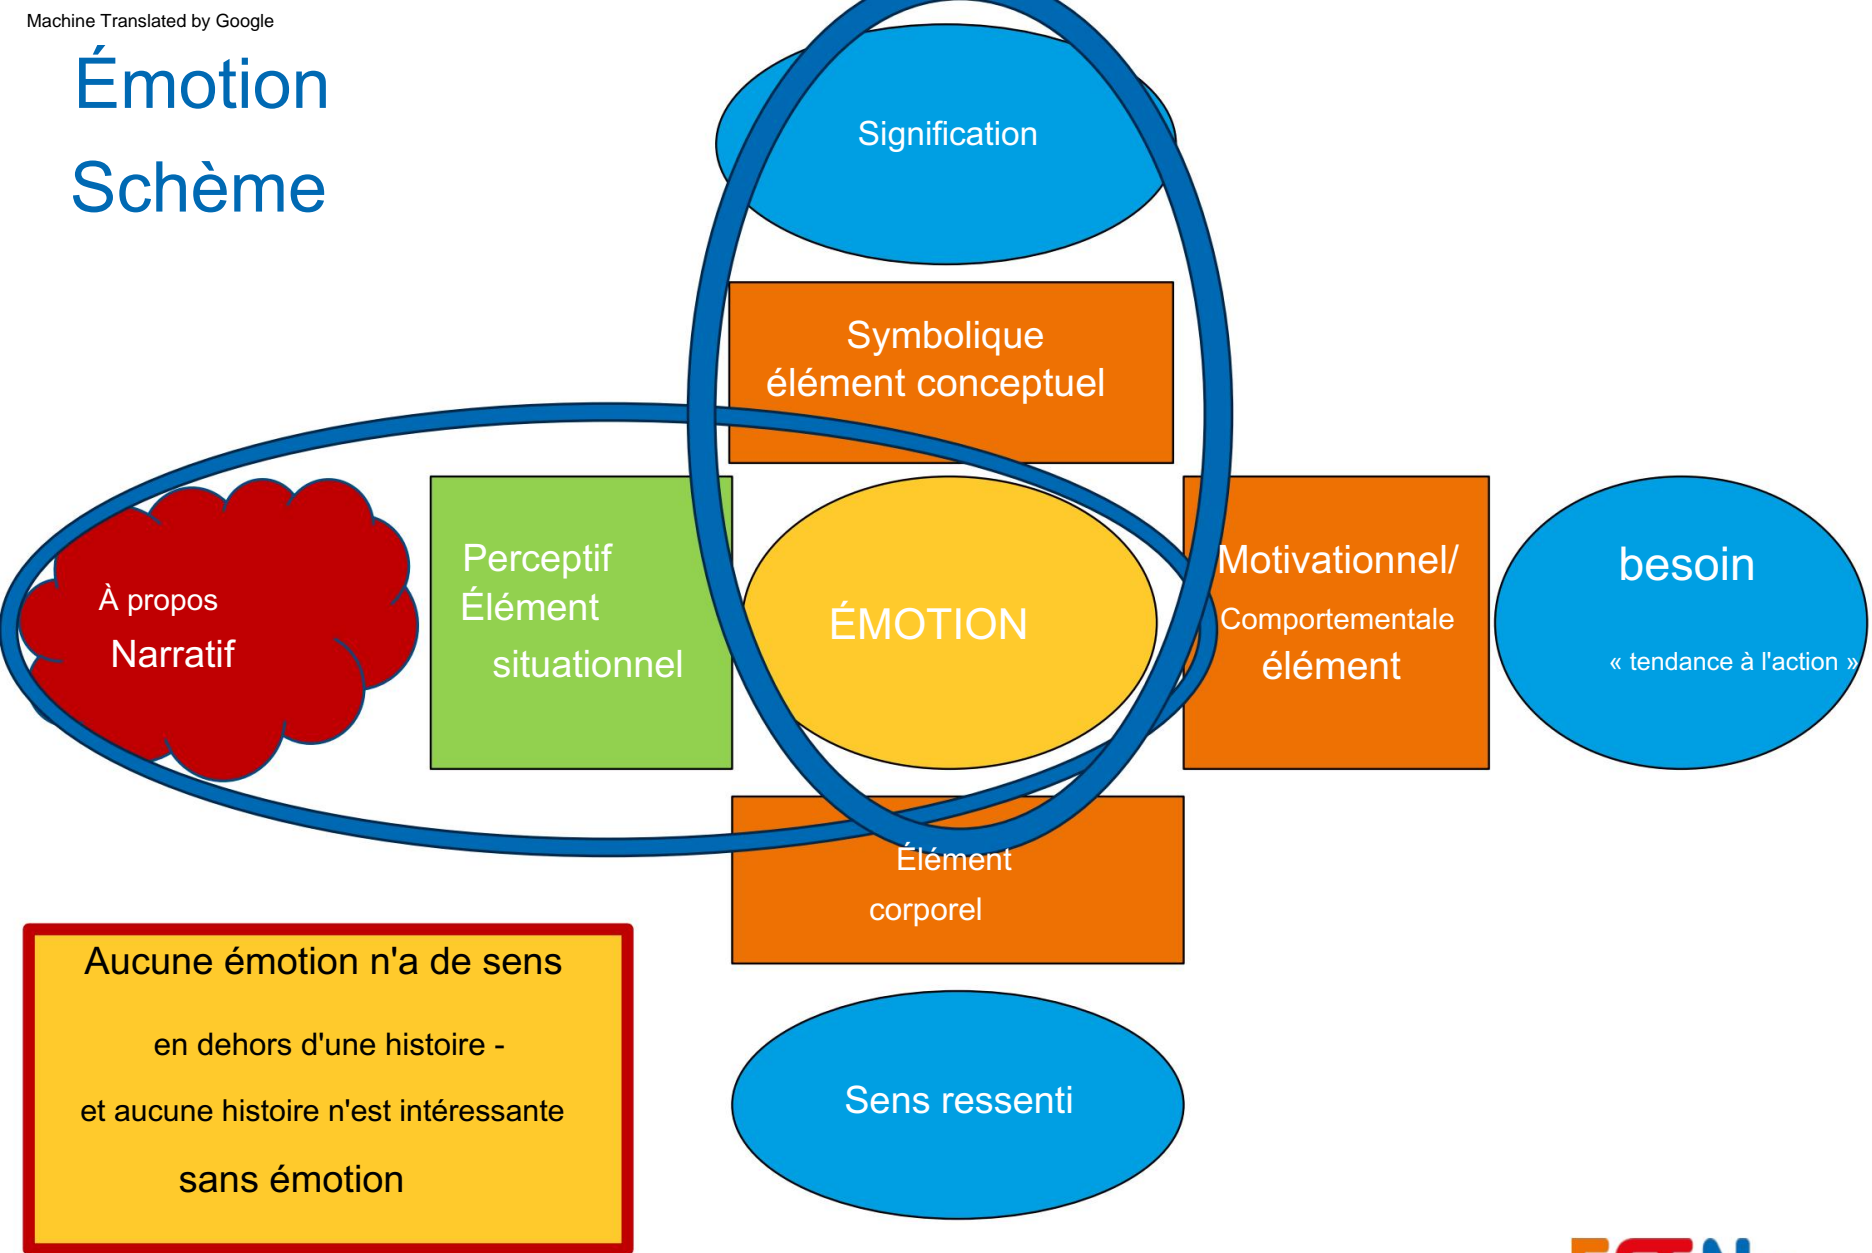 Machine Translated by Google
Émotion
Schème
Signification
Symbolique
élément conceptuel
À propos
Narratif
Perceptif
Élément
situationnel
ÉMOTION
Motivationnel/
Comportementale
élément
besoin
« tendance à l'action »
Élément
corporel
Sens ressenti
Aucune émotion n'a de sens
en dehors d'une histoire -
et aucune histoire n'est intéressante
sans émotion